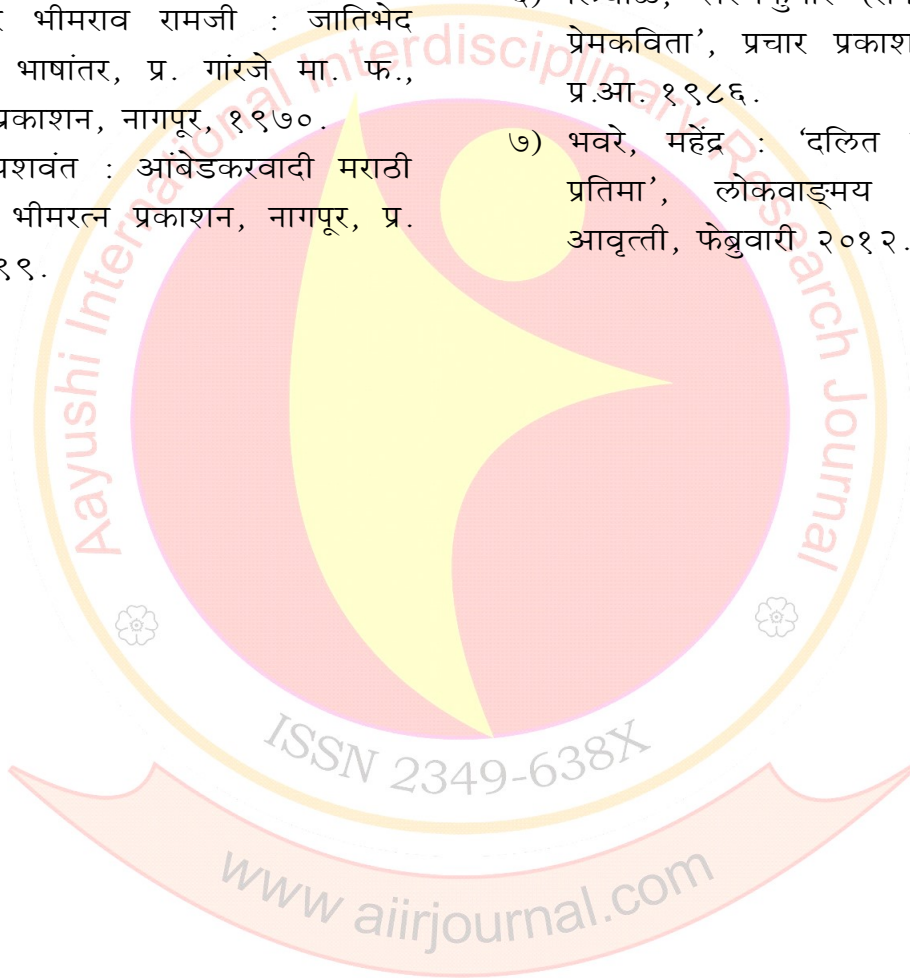 भीमराव रामजी : जातिभेद
भाषांतर, प्र. गांरजे मा. फ.,
प्रकाशन, नागपूर, १९७०.
यशवंत : आंबेडकरवादी मराठी
भीमरत्न प्रकाशन, नागपूर, प्र.
९९.
प्रेमकविता’, प्रचार
प्र.आ. १९८६.
७) भवरे, महेंद्र : ‘दलित
प्रतिमा’, लोकवाङ्मय
आवृत्ती, फेब्रुवारी २०१२.
Aayushi International Interdisciplinary Research Journal
ISSN 2349-638X
www aiirjournal.com